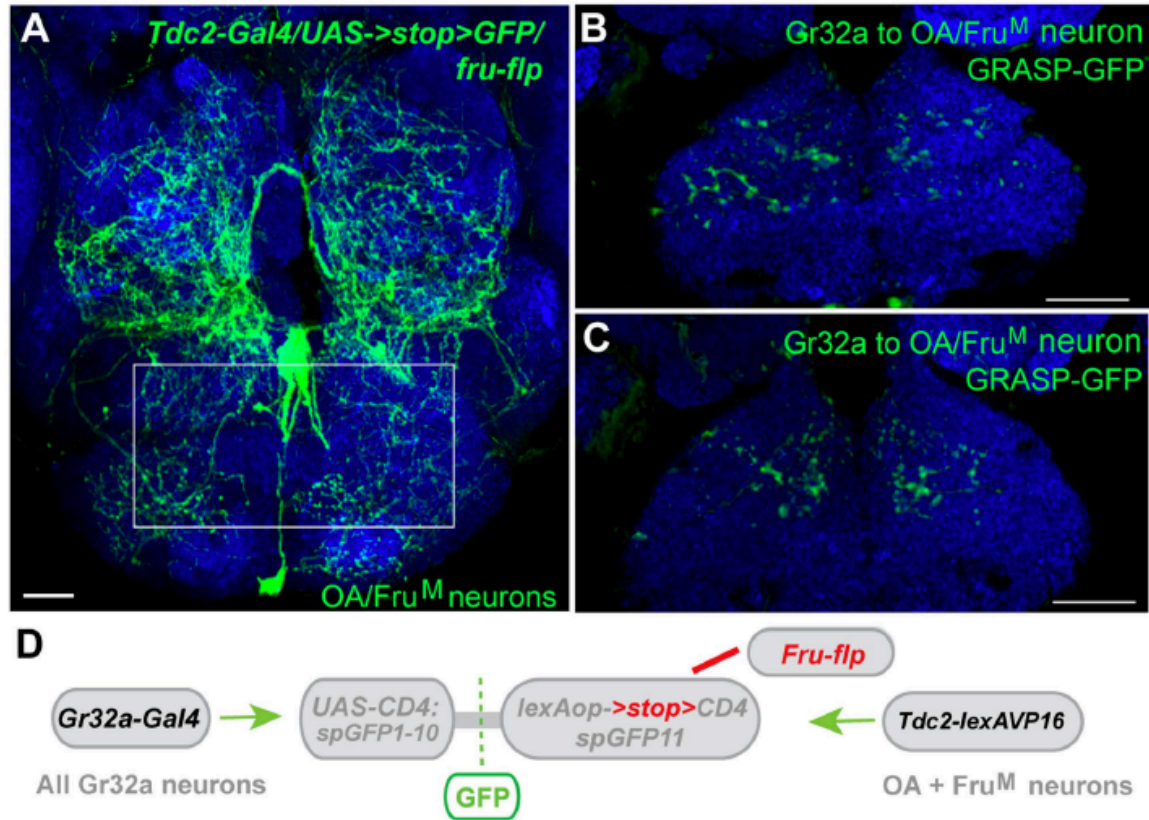 A
Tdc2-Gal4/UAS->stop>GFP/
fru-flp
OA/FruM neurons
B
Gr32a to OA/FruM neuron
GRASP-GFP
C
Gr32a to OA/FruM neuron
GRASP-GFP
D
Fru-flp
Gr32a-Gal4
UAS-CD4:
spGFP1-10
lexAop->stop>CD4
spGFP11
Tdc2-lexAVP16
All Gr32a neurons
GFP
OA + FruM neurons